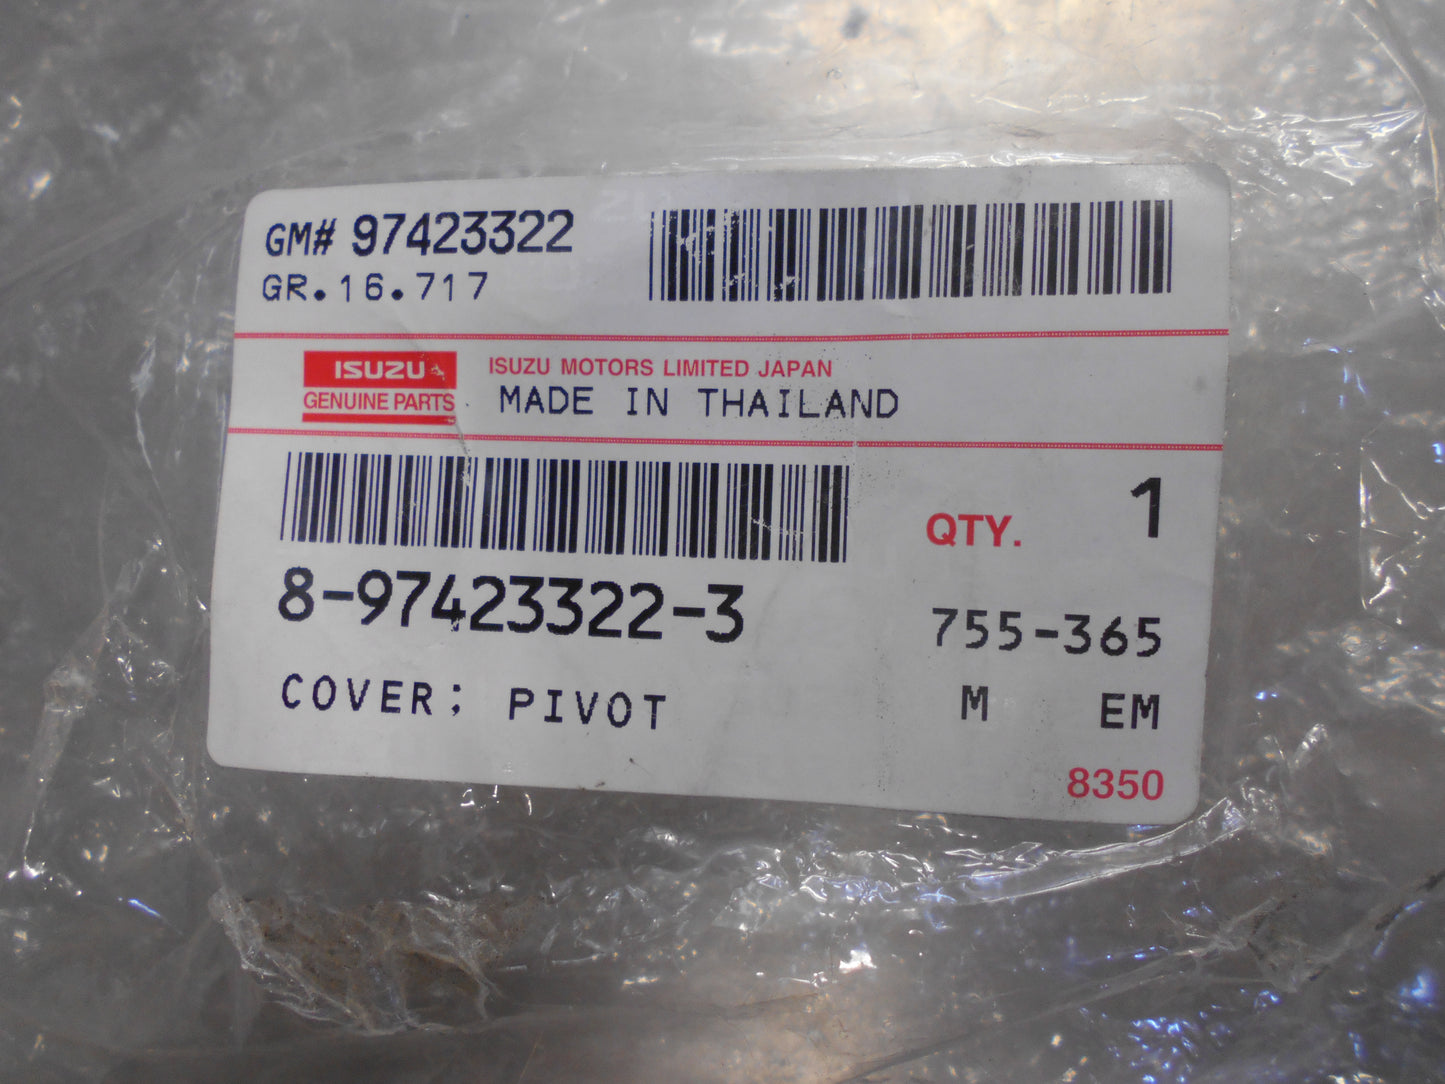 GM# 97423322
GR.16.717
ISUZU
GENUINE PARTS
ISUZU MOTORS LIMITED JAPAN
MADE IN THAILAND
QTY. 1
8-97423322-3
755-365
COVER; PIVOT
M EM
8350